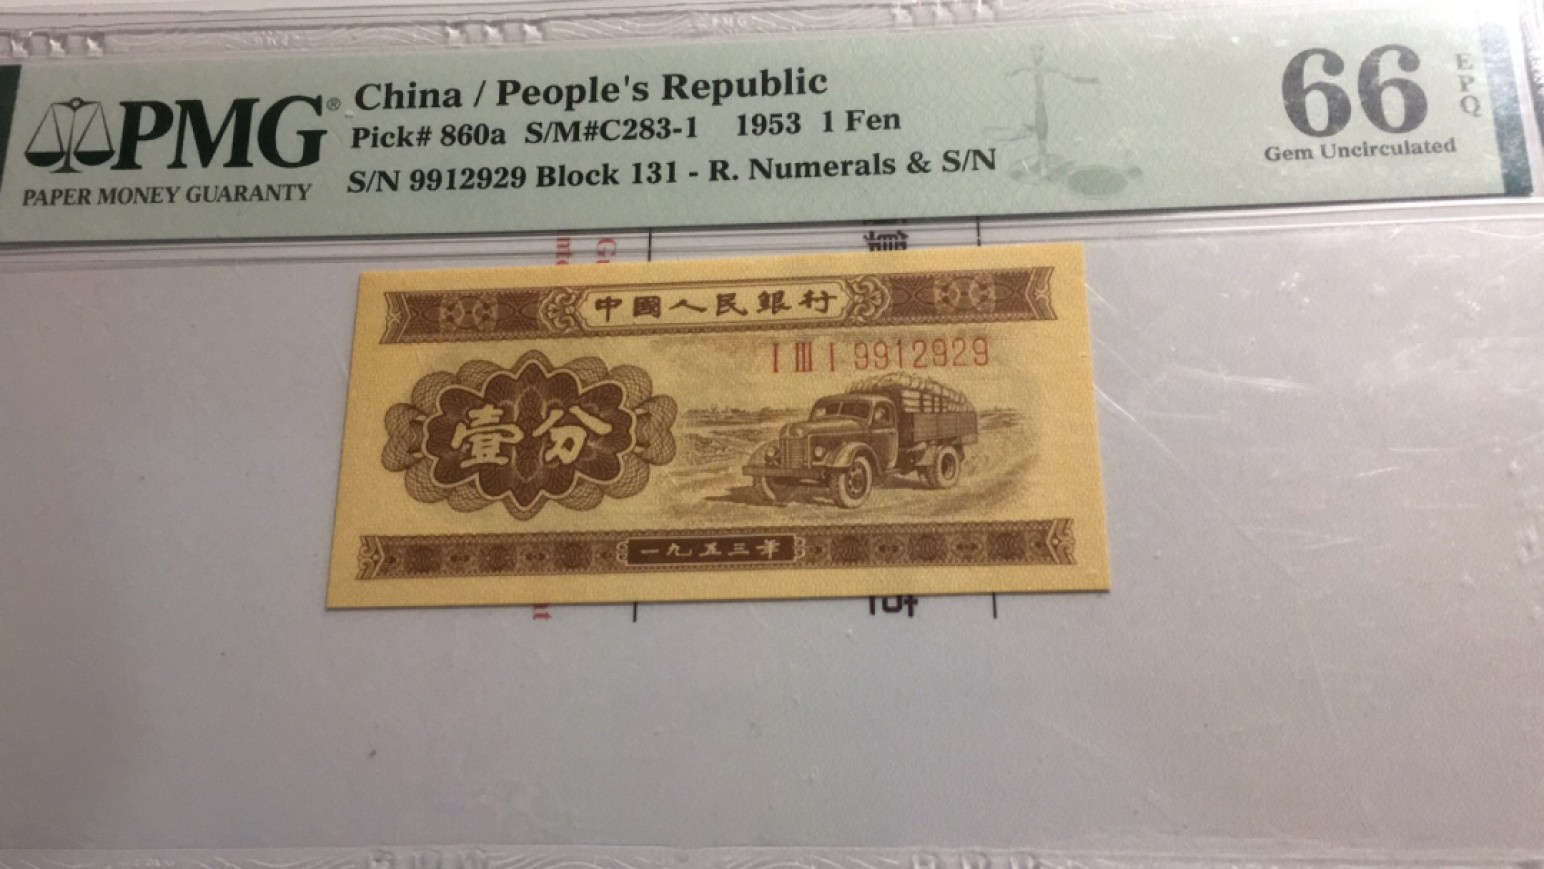 PMG®
PAPER MONEY GUARANTY
China / People's Republic
Pick# 860a S/M#C283-1 1953 1 Fen
S/N 9912929 Block 131 - R. Numerals & S/N
66
EPQ
Gem Uncirculated
中國人民銀行
I III I 9912929
壹分
一九五三年